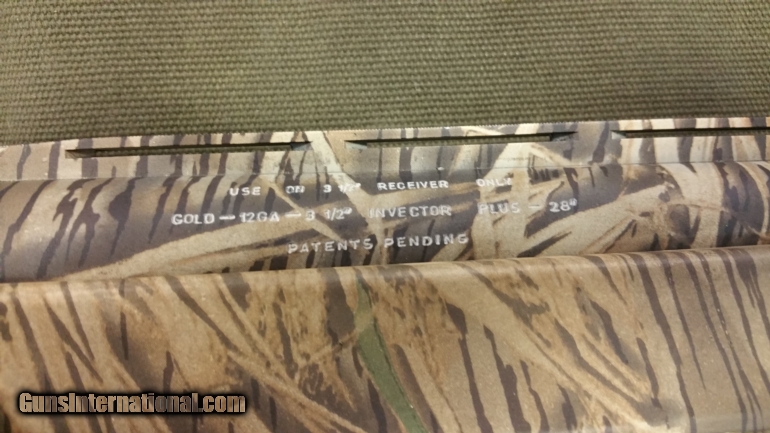 USE ON 3 1/2" RECEIVER ONLY
GOLD — 12GA — 3 1/2" INVECTOR PLUS — 28"
PATENTS PENDING
GunsInternational.com